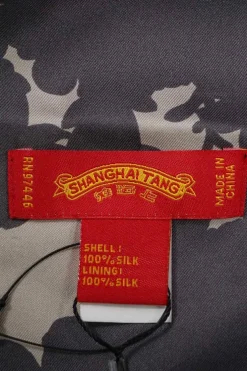 SHANGHAI TANG
RN97446
MADE IN
CHINA
SHELL:
100%SILK
LINING:
100%SILK